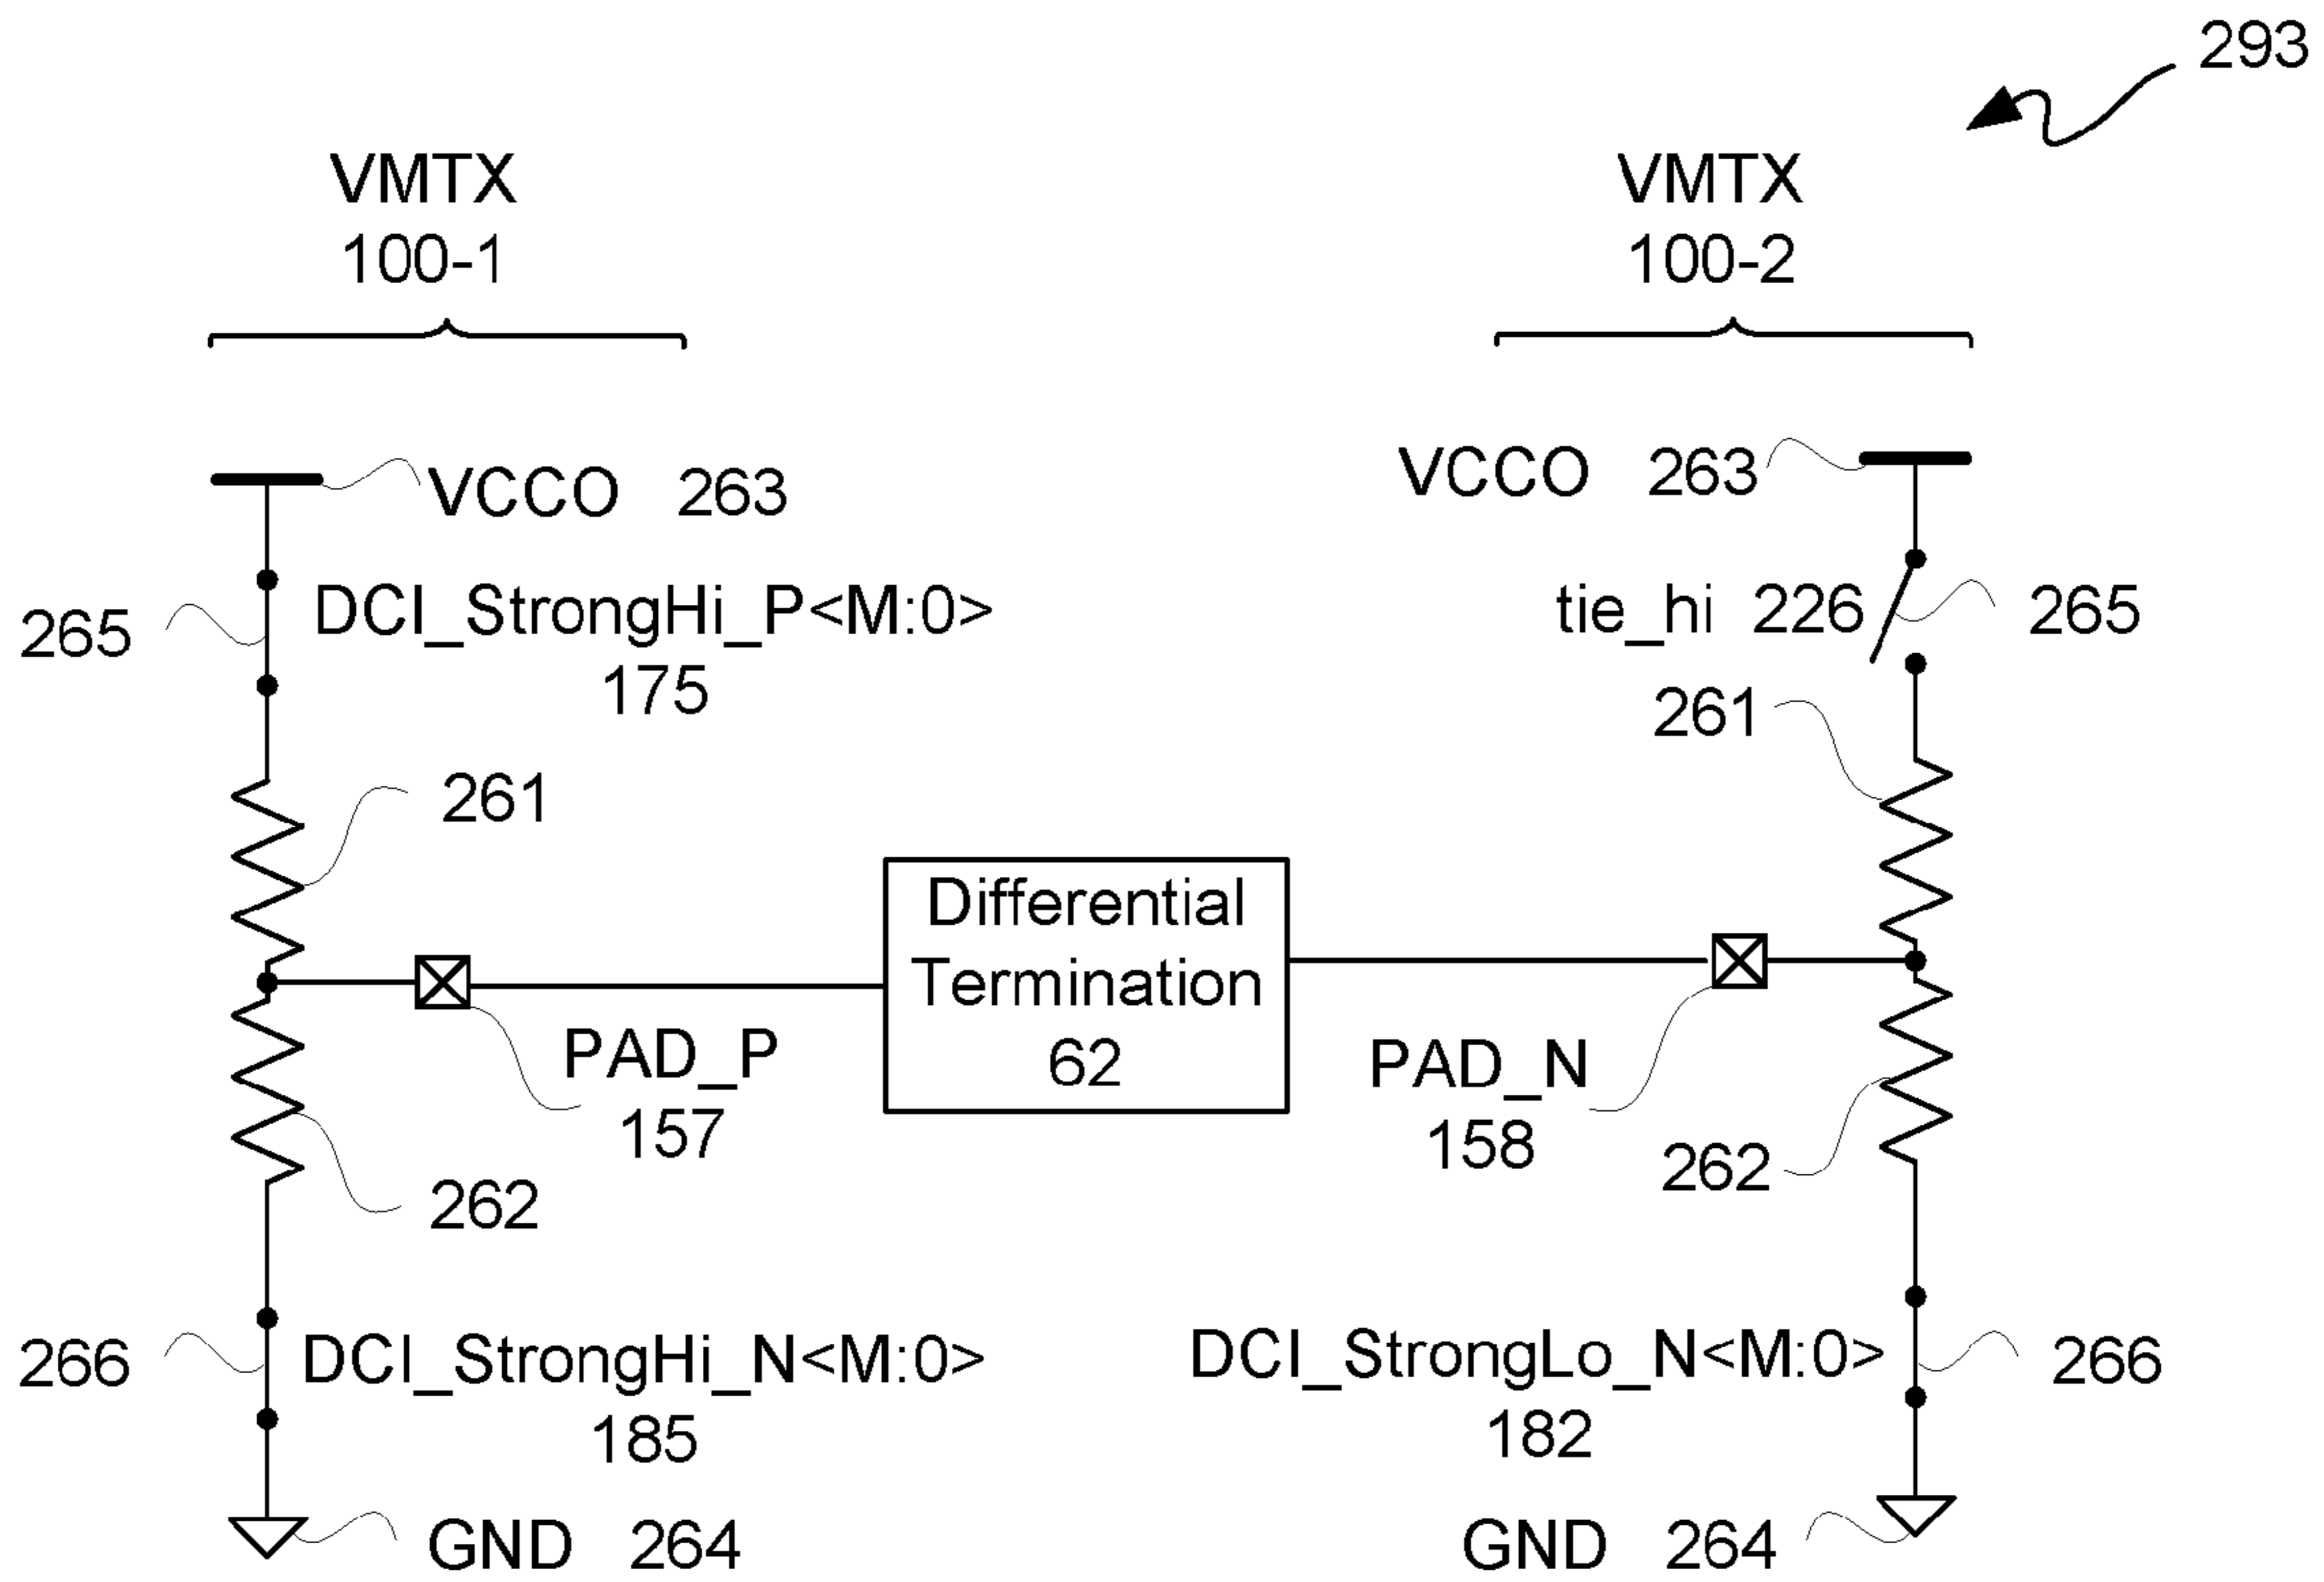 293
VMTX
100-1
VMTX
100-2
VCCO 263
VCCO 263
265
DCI_StrongHi_P<M:0>
175
tie_hi 226
265
261
261
Differential
Termination
62
PAD_P
157
PAD_N
158
262
262
266
DCI_StrongHi_N<M:0>
185
DCI_StrongLo_N<M:0>
182
266
GND 264
GND 264